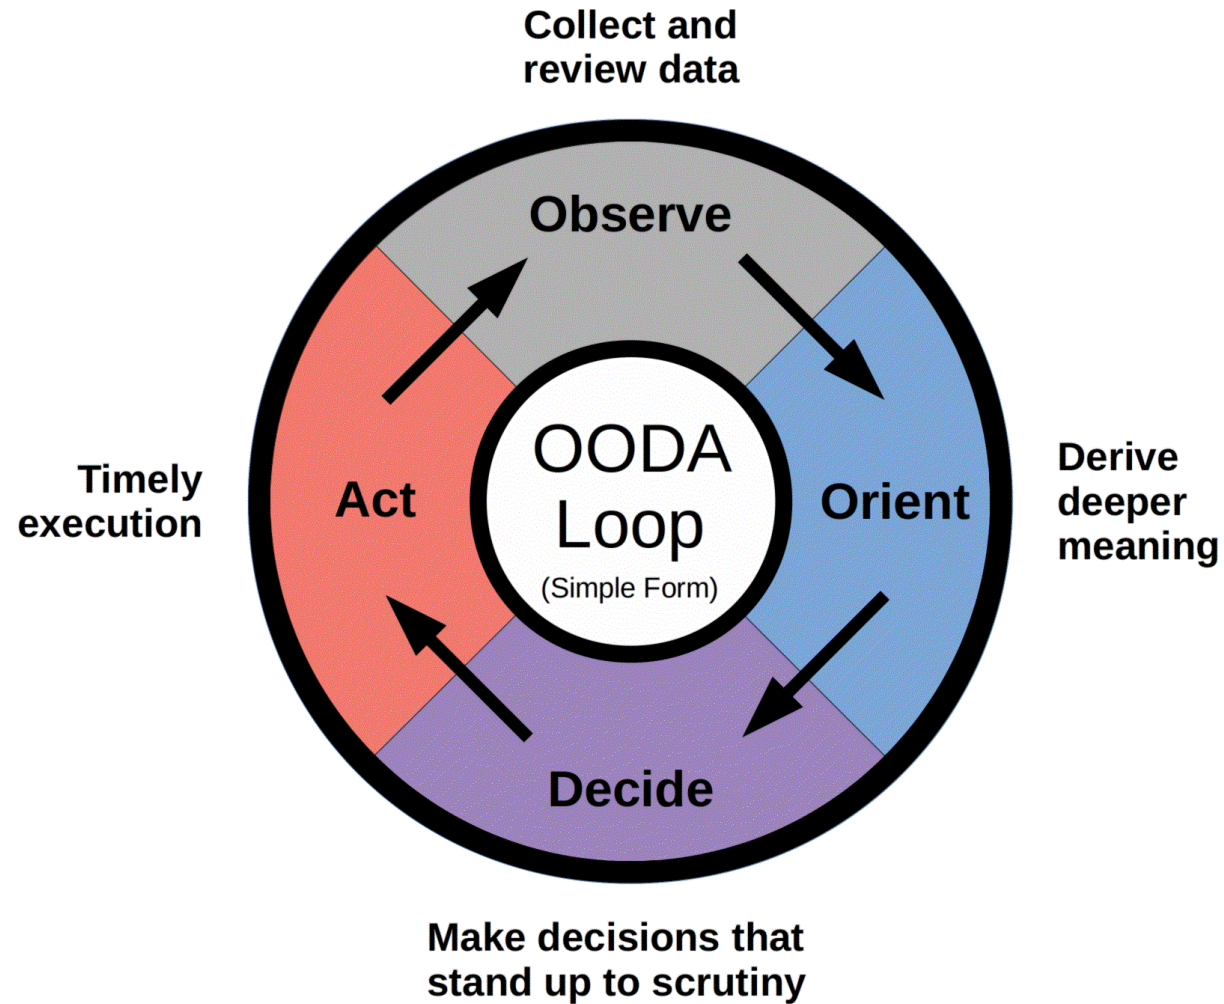 Collect and
review data
Observe
OODA
Loop
(Simple Form)
Orient
Derive
deeper
meaning
Decide
Make decisions that
stand up to scrutiny
Act
Timely
execution